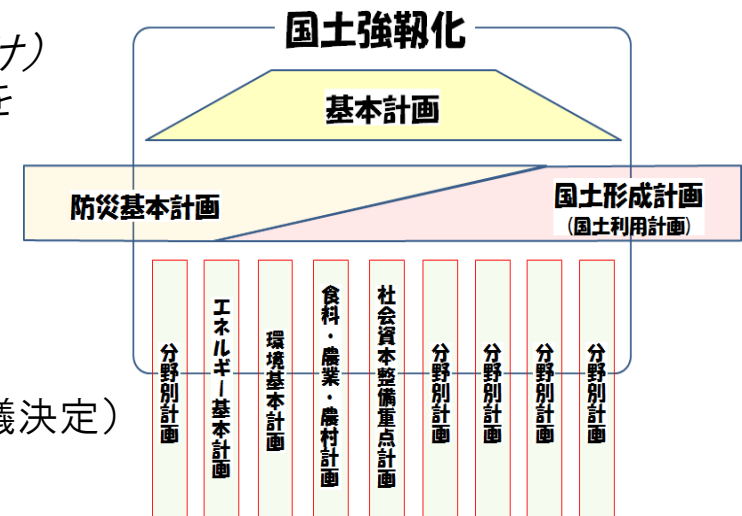 国土強靱化
け)
を
基本計画
防災基本計画
国土形成計画
(国土利用計画)
分野別計画
エネルギー基本計画
環境基本計画
食料・農業・農村計画
社会資本整備重点計画
分野別計画
分野別計画
分野別計画
分野別計画
議決定)